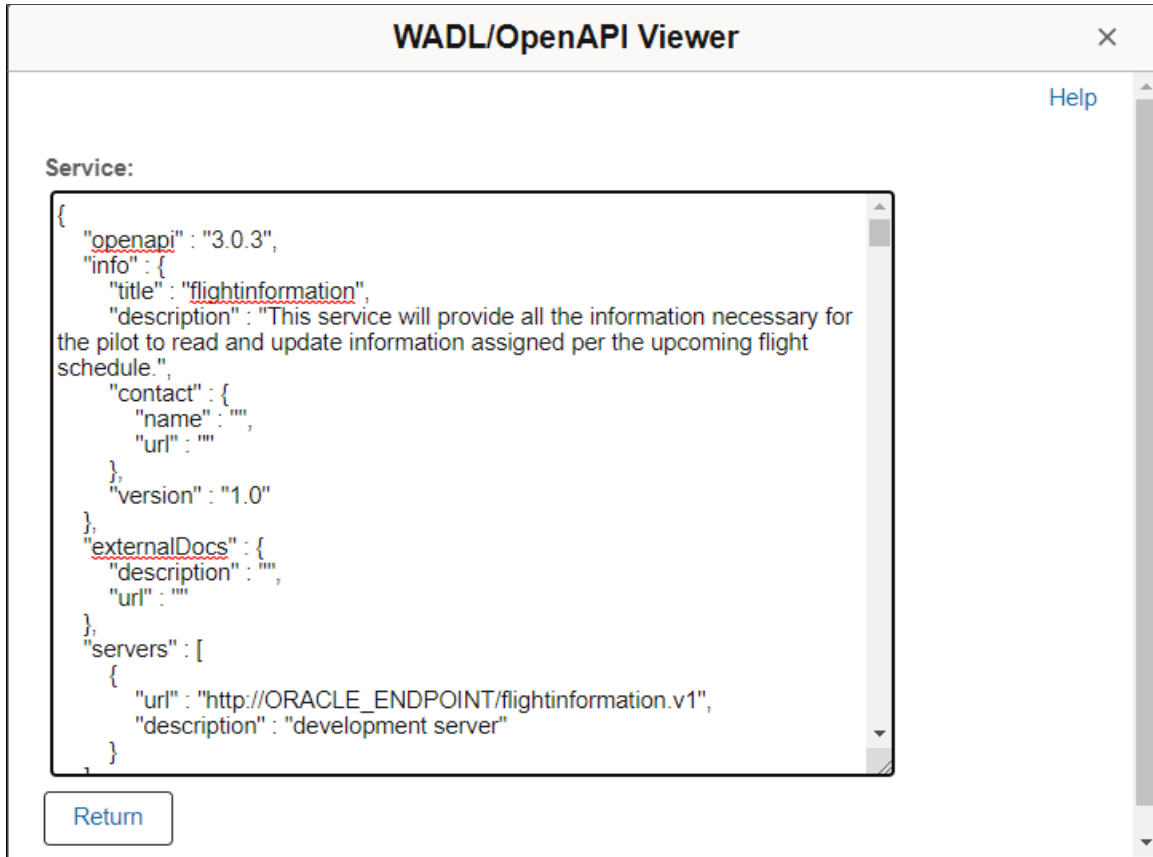 WADL/OpenAPI Viewer
×
Help
Service:
{
"openapi" : "3.0.3",
"info" : {
"title" : "flightinformation",
"description" : "This service will provide all the information necessary for
the pilot to read and update information assigned per the upcoming flight
schedule.",
"contact" : {
"name" : "",
"url" : ""
},
"version" : "1.0"
},
"externalDocs" : {
"description" : "",
"url" : ""
},
"servers" : [
{
"url" : "http://ORACLE_ENDPOINT/flightinformation.v1",
"description" : "development server"
}
]
Return